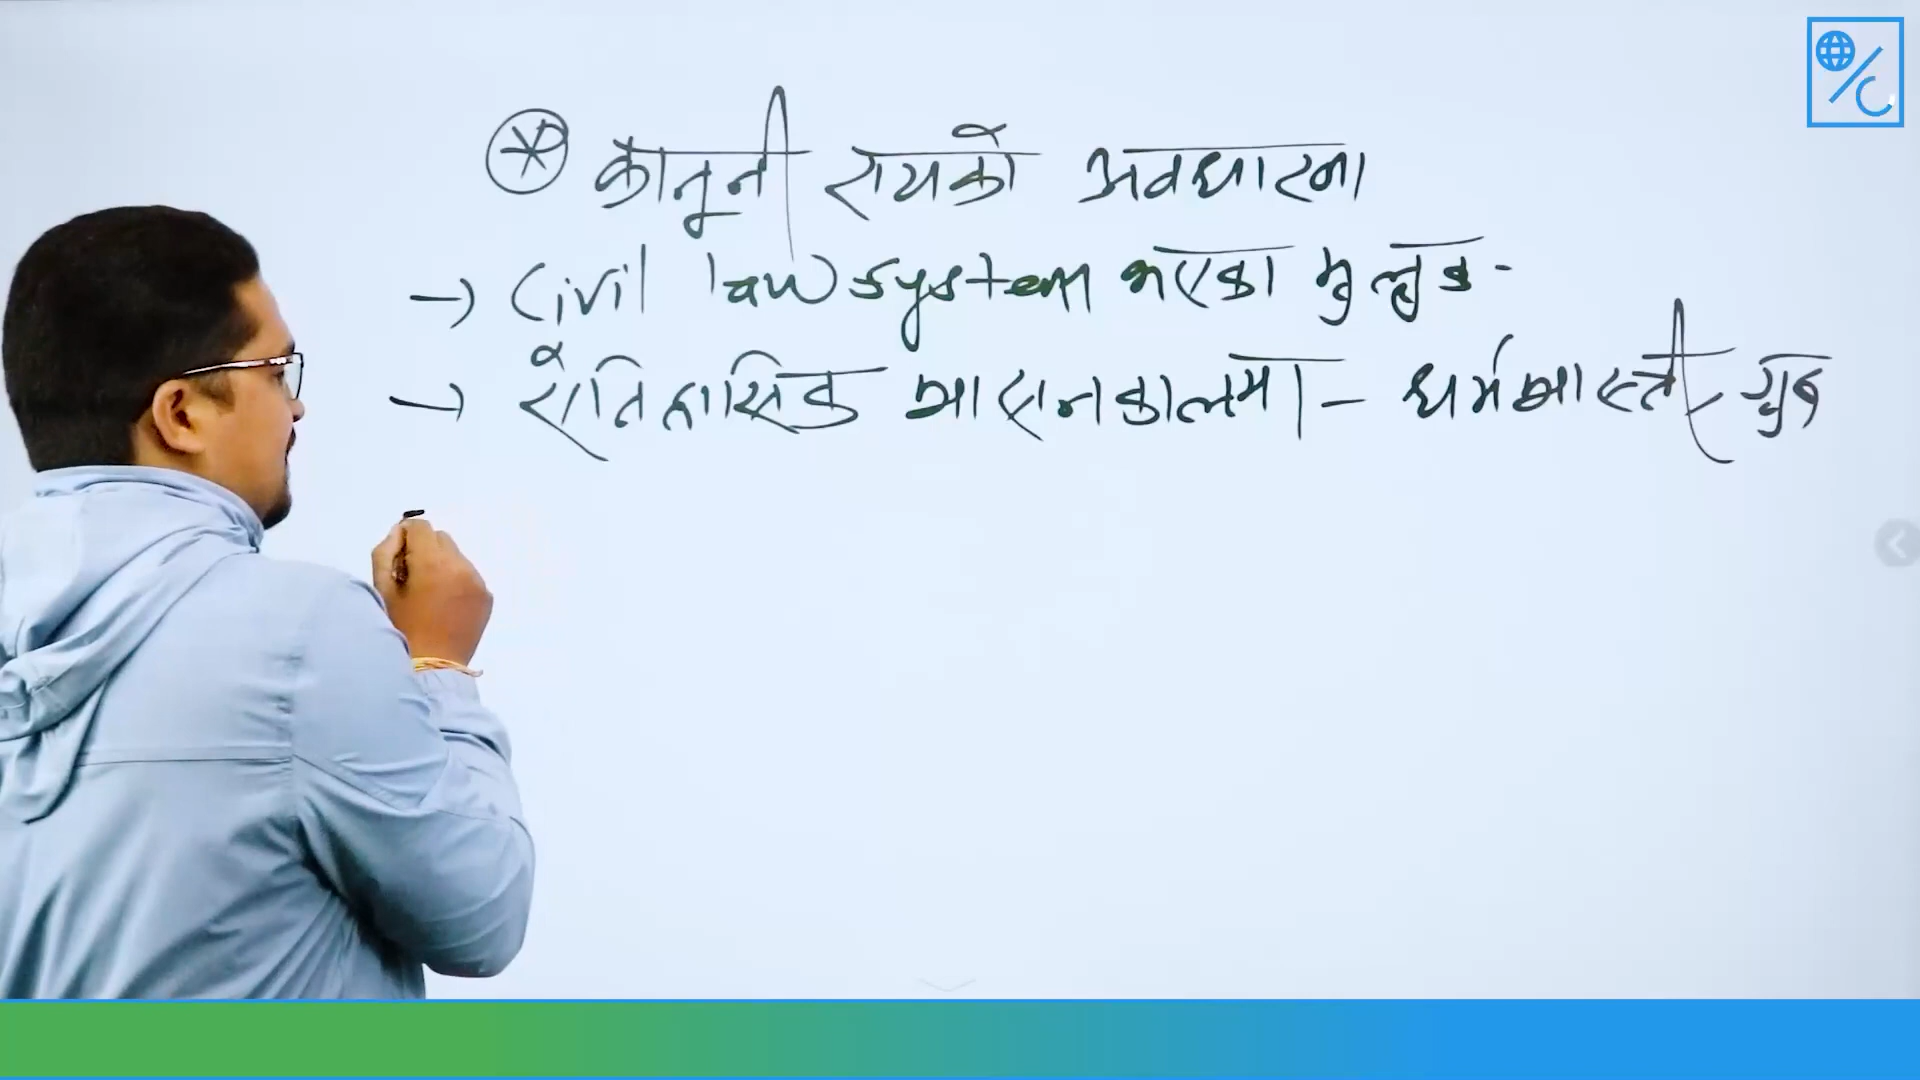 कानूनी रायको अवधारणा
→ Civil law system भएका मुलुक -
→ ऐतिहासिक शासनकालमा - धर्मशास्त्री, गुरु